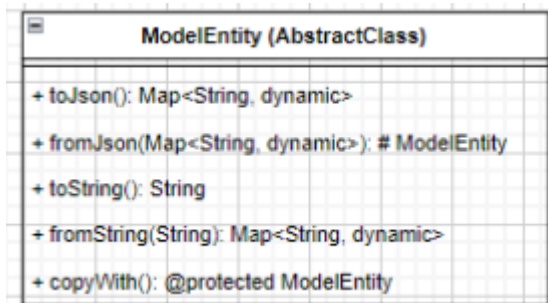 ModelEntity (AbstractClass)
+ toJson(): Map<String, dynamic>
+ fromJson(Map<String, dynamic>): # ModelEntity
+ toString(): String
+ fromString(String): Map<String, dynamic>
+ copyWith(): @protected ModelEntity